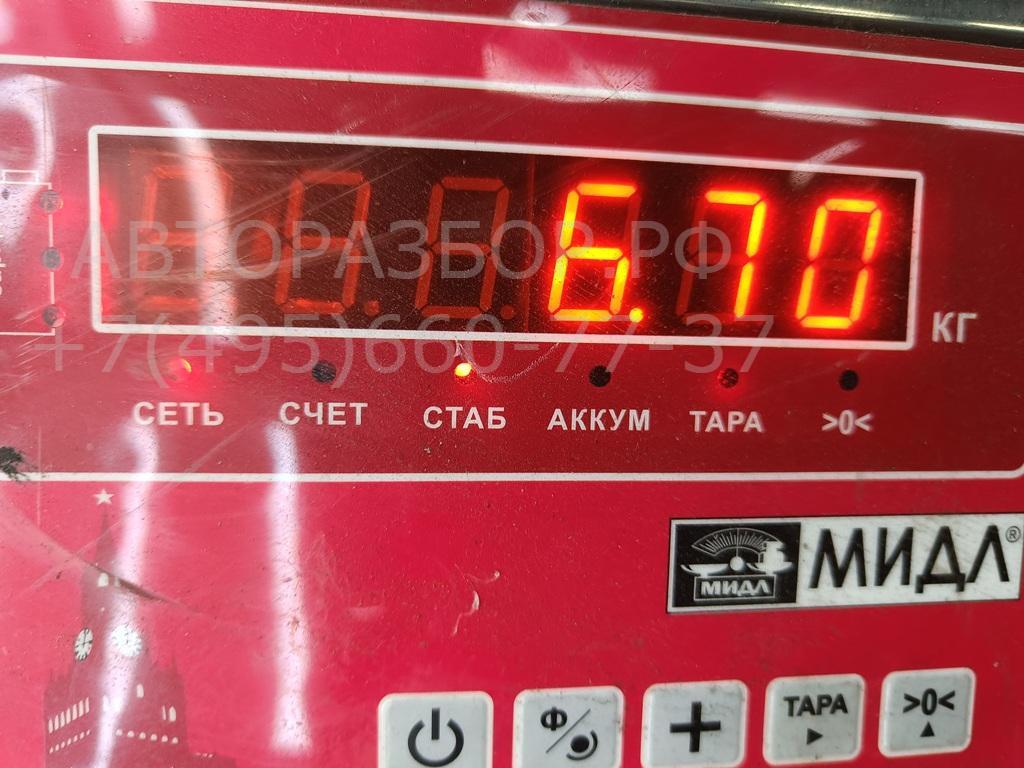 6.70
КГ
АВТОРАЗБОР.РФ
+7(495)660-77-37
СЕТЬ СЧЕТ СТАБ АККУМ ТАРА >0<
МИДЛ МИДЛ®
Ф ТАРА >0<